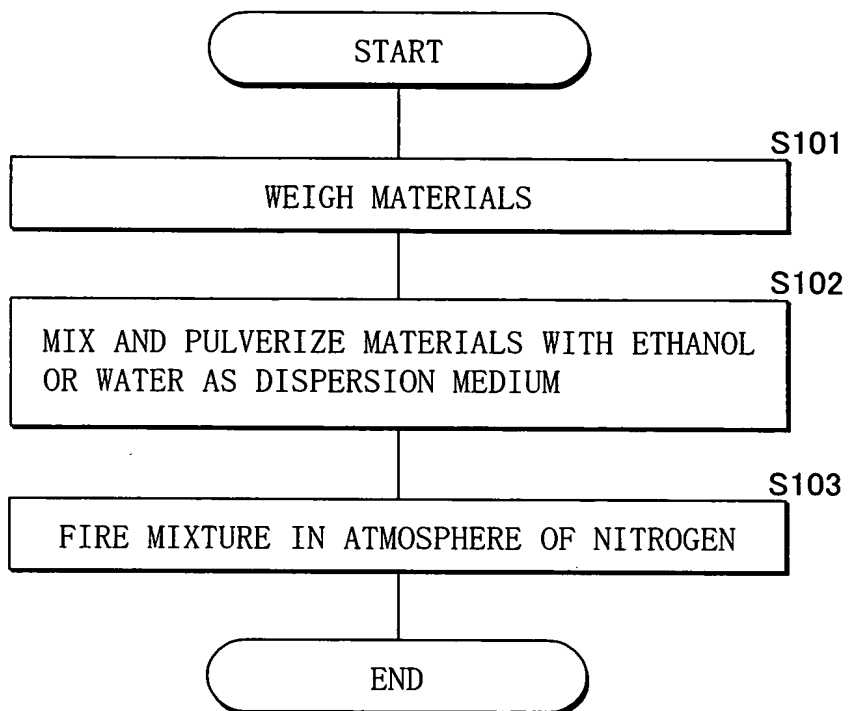 START
S101
WEIGH MATERIALS
S102
MIX AND PULVERIZE MATERIALS WITH ETHANOL
OR WATER AS DISPERSION MEDIUM
S103
FIRE MIXTURE IN ATMOSPHERE OF NITROGEN
END